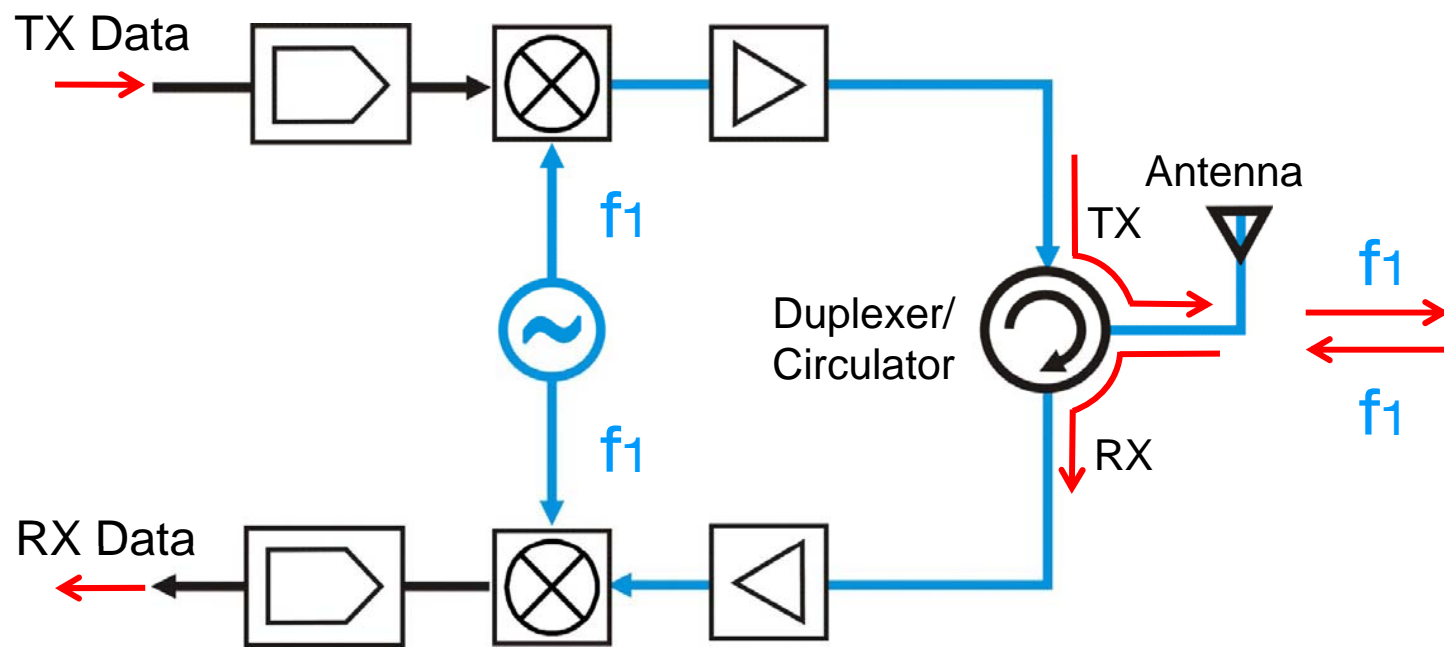 TX Data
Antenna
f1
TX
f1
Duplexer/
Circulator
f1
f1
RX
RX Data